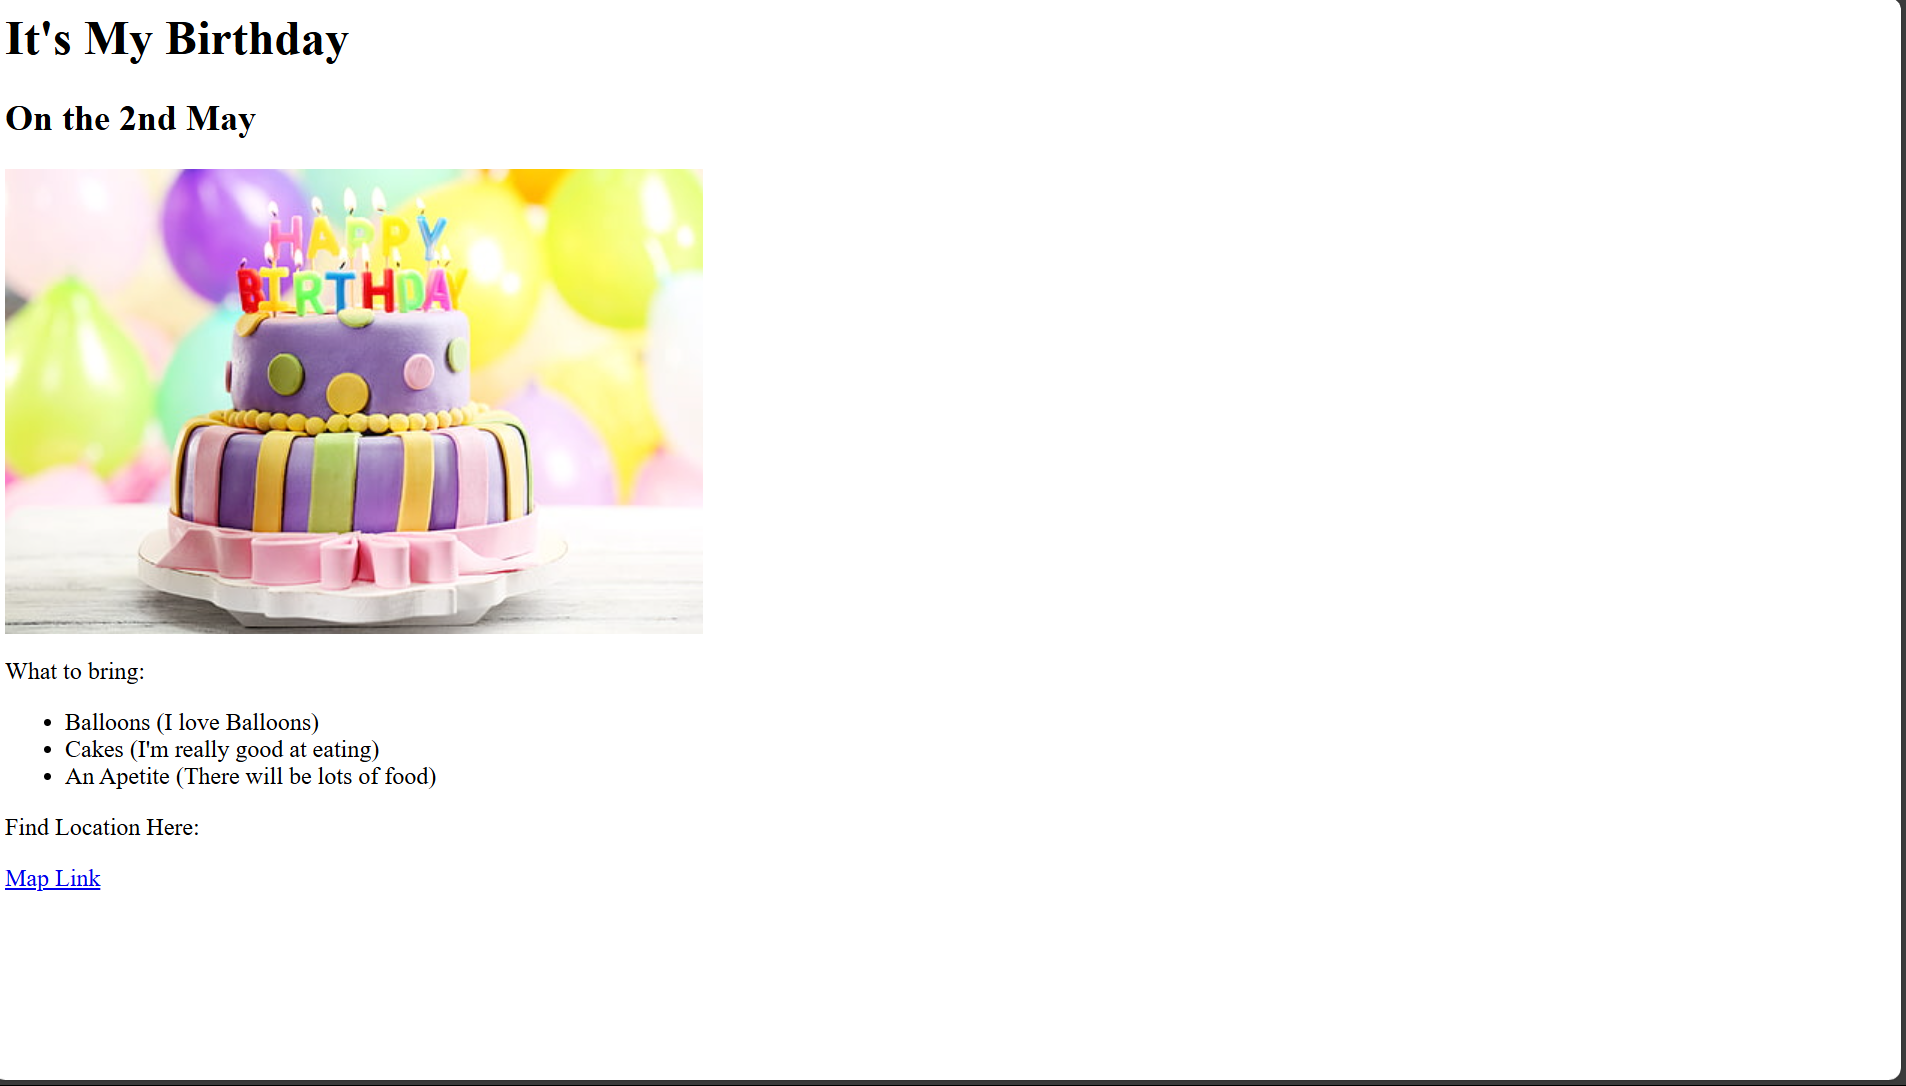 It's My Birthday
On the 2nd May
HAPPY
BIRTHDAY
What to bring:
Balloons (I love Balloons)
Cakes (I'm really good at eating)
An Apetite (There will be lots of food)
Find Location Here:
Map Link